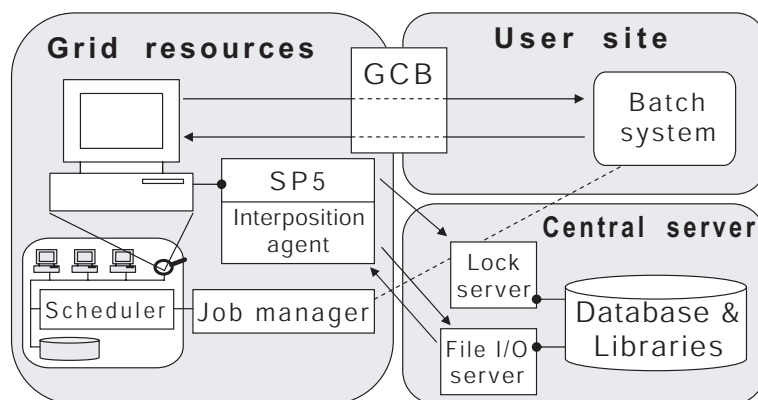 Grid resources
User site
GCB
Batch
system
SP5
Interposition
agent
Central server
Lock
server
Scheduler
Job manager
File I/O
server
Database &
Libraries